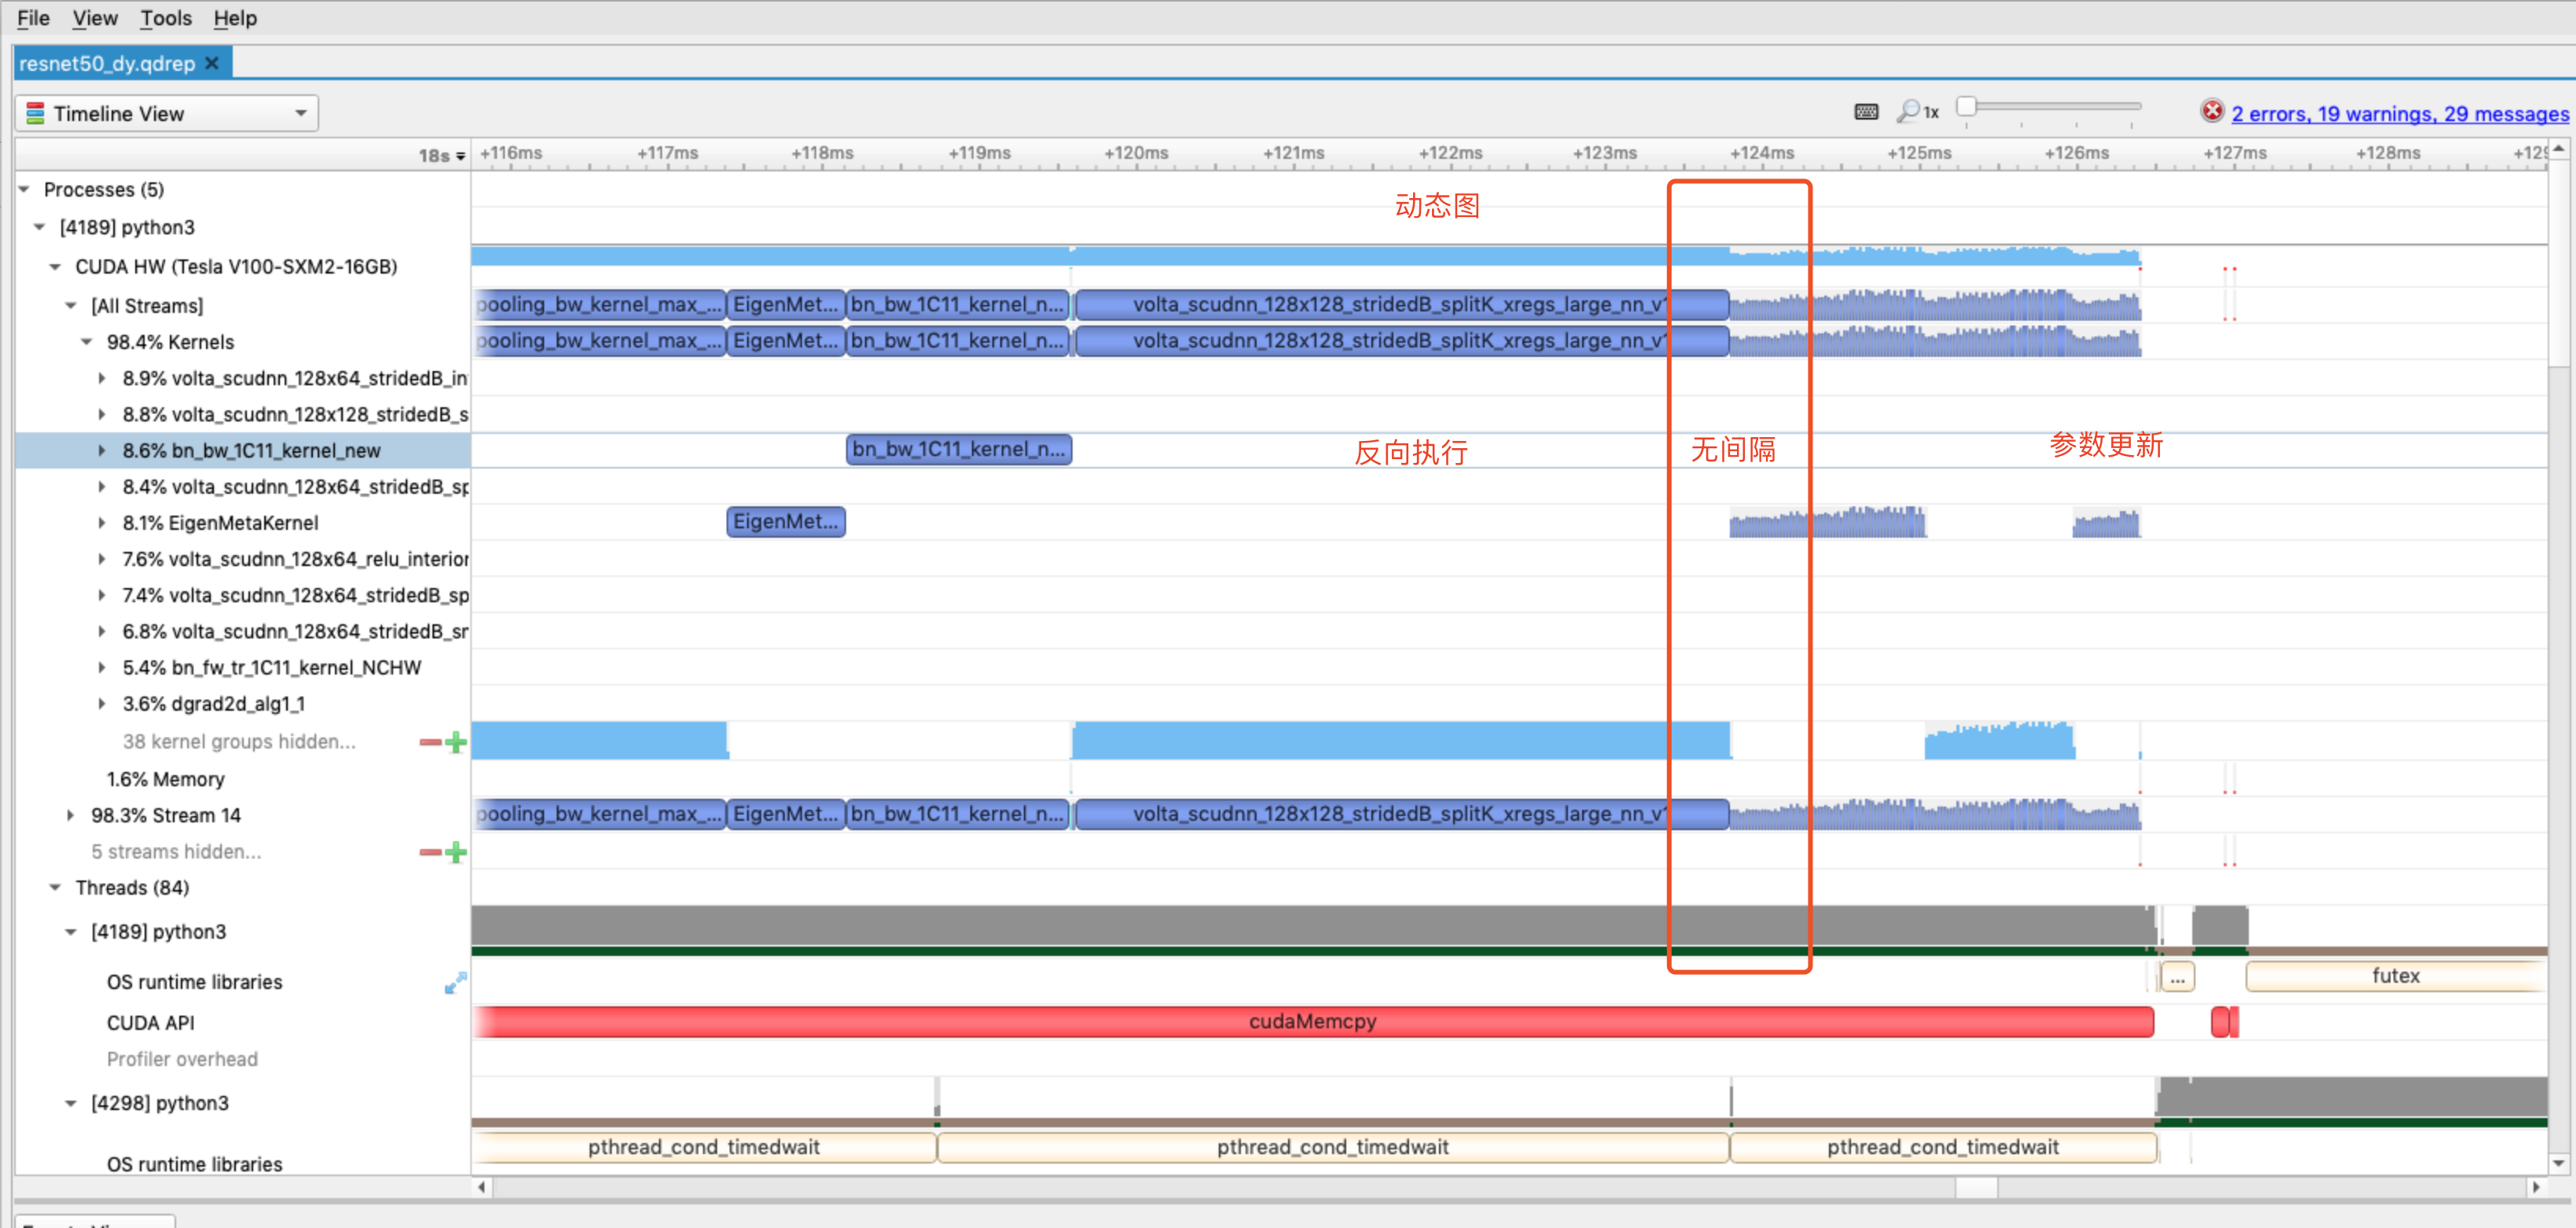 File View Tools Help
resnet50_dy.qdrep
Timeline View 1x 2 errors, 19 warnings, 29 messages
18s +116ms +117ms +118ms +119ms +120ms +121ms +122ms +123ms +124ms +125ms +126ms +127ms +128ms
Processes (5)
动态图
[4189] python3
CUDA HW (Tesla V100-SXM2-16GB)
[All Streams] pooling_bw_kernel_max_... EigenMet... bn_bw_1C11_kernel_n... volta_scudnn_128x128_stridedB_splitK_xregs_large_nn_v1
98.4% Kernels pooling_bw_kernel_max_... EigenMet... bn_bw_1C11_kernel_n... volta_scudnn_128x128_stridedB_splitK_xregs_large_nn_v1
8.9% volta_scudnn_128x64_stridedB_in
8.8% volta_scudnn_128x128_stridedB_s
8.6% bn_bw_1C11_kernel_new bn_bw_1C11_kernel_n... 反向执行 无间隔 参数更新
8.4% volta_scudnn_128x64_stridedB_sp
8.1% EigenMetaKernel EigenMet...
7.6% volta_scudnn_128x64_relu_interior
7.4% volta_scudnn_128x64_stridedB_sp
6.8% volta_scudnn_128x64_stridedB_sr
5.4% bn_fw_tr_1C11_kernel_NCHW
3.6% dgrad2d_alg1_1
38 kernel groups hidden...
1.6% Memory
98.3% Stream 14 pooling_bw_kernel_max_... EigenMet... bn_bw_1C11_kernel_n... volta_scudnn_128x128_stridedB_splitK_xregs_large_nn_v1
5 streams hidden...
Threads (84)
[4189] python3
OS runtime libraries ... futex
CUDA API cudaMemcpy
Profiler overhead
[4298] python3
OS runtime libraries pthread_cond_timedwait pthread_cond_timedwait pthread_cond_timedwait